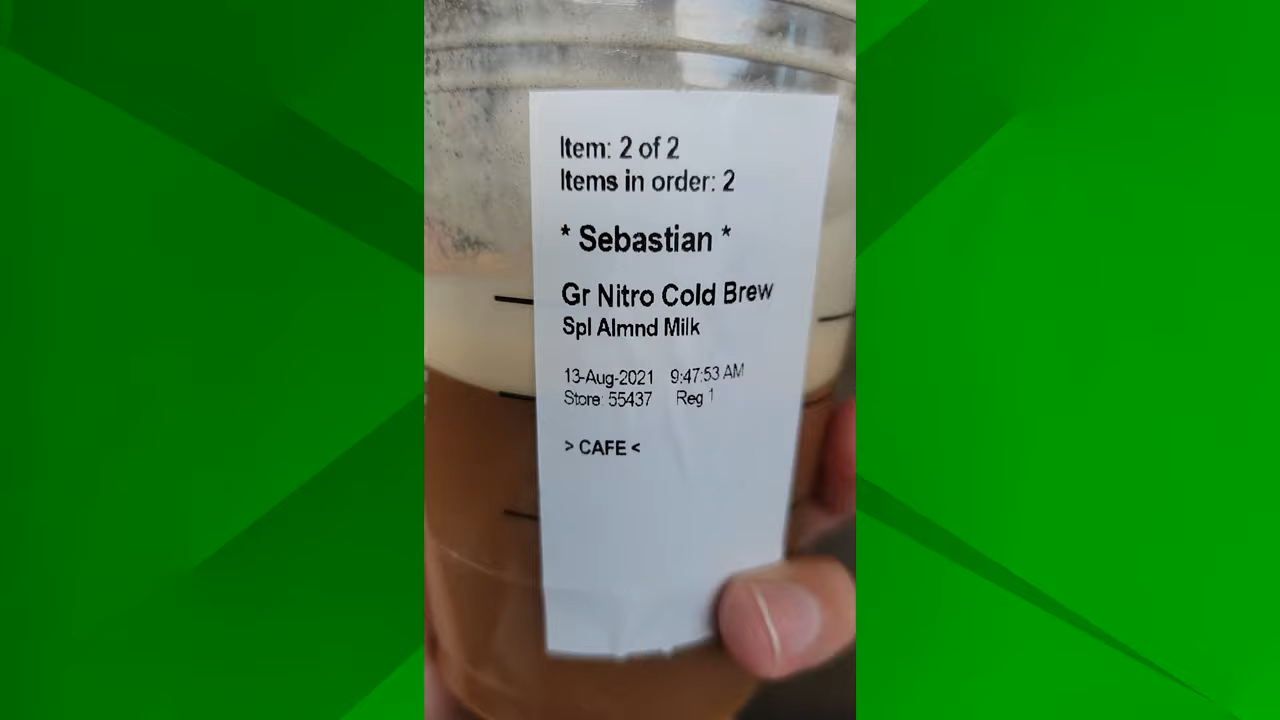 Item: 2 of 2
Items in order: 2
* Sebastian *
Gr Nitro Cold Brew
Spl Almnd Milk
13-Aug-2021 9:47:53 AM
Store: 55437 Reg 1
> CAFE <